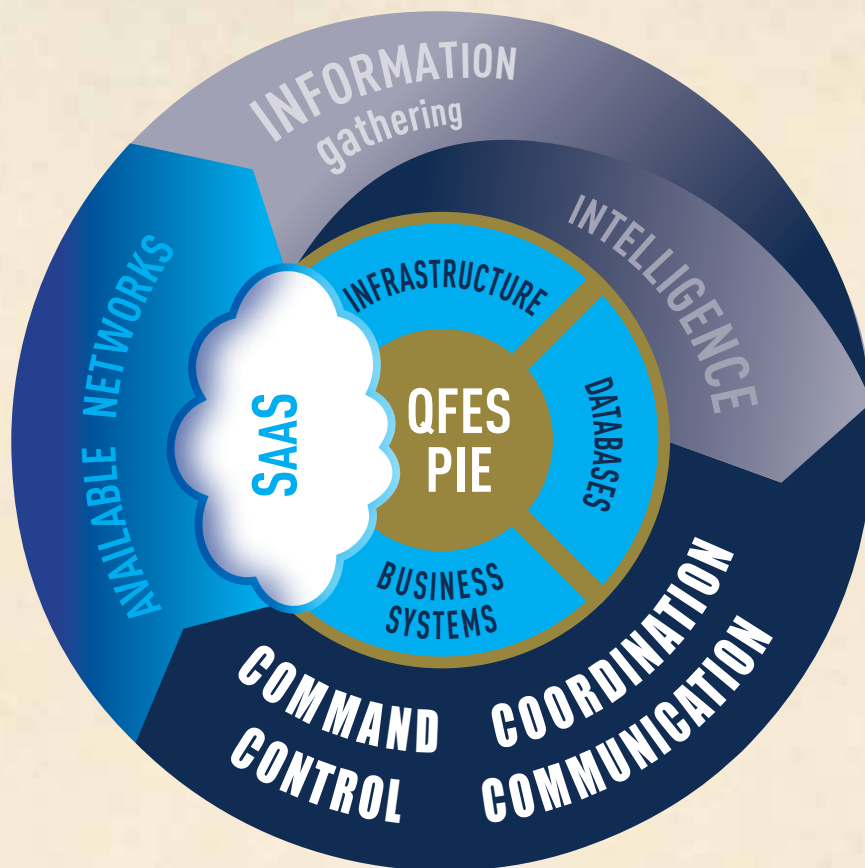 INFORMATION
gathering
INTELLIGENCE
AVAILABLE NETWORKS
INFRASTRUCTURE
DATABASES
BUSINESS
SYSTEMS
SAAS
QFES
PIE
COMMAND
CONTROL
COORDINATION
COMMUNICATION